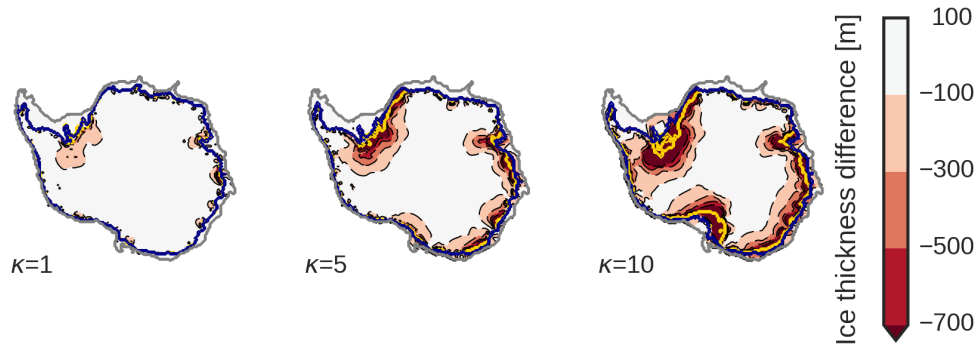 κ=1
κ=5
κ=10
Ice thickness difference [m]
100
−100
−300
−500
−700